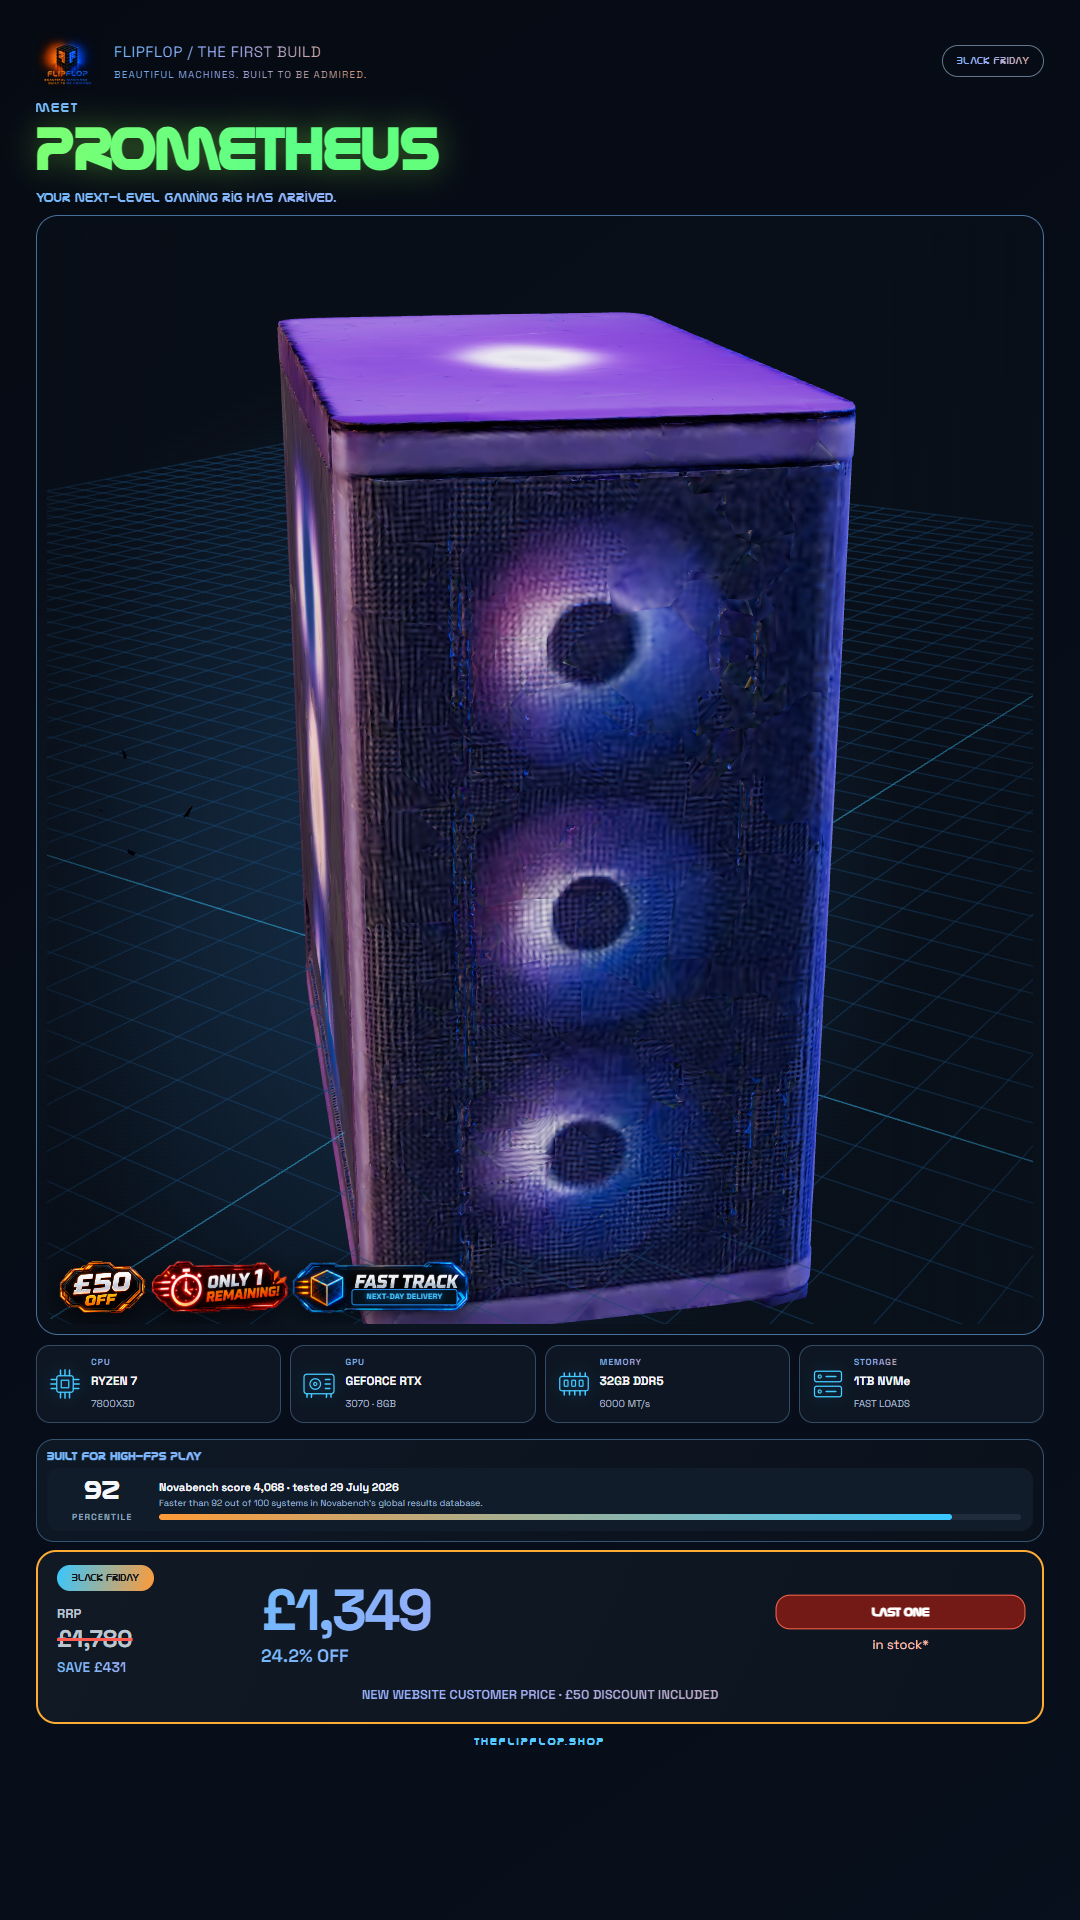 FLIPFLOP
FLIPFLOP / THE FIRST BUILD
BEAUTIFUL MACHINES. BUILT TO BE ADMIRED.
BLACK FRIDAY
MEET
PROMETHEUS
YOUR NEXT-LEVEL GAMING RIG HAS ARRIVED.
£50
OFF
ONLY 1
REMAINING!
FAST TRACK
NEXT-DAY DELIVERY
CPU
RYZEN 7
7800X3D
GPU
GEFORCE RTX
3070 · 8GB
MEMORY
32GB DDR5
6000 MT/s
STORAGE
1TB NVMe
FAST LOADS
BUILT FOR HIGH-FPS PLAY
92
PERCENTILE
Novabench score 4,068 · tested 29 July 2026
Faster than 92 out of 100 systems in Novabench's global results database.
BLACK FRIDAY
RRP
£1,780
SAVE £431
£1,349
24.2% OFF
LAST ONE
in stock*
NEW WEBSITE CUSTOMER PRICE · £50 DISCOUNT INCLUDED
THEFLIPFLOP.SHOP